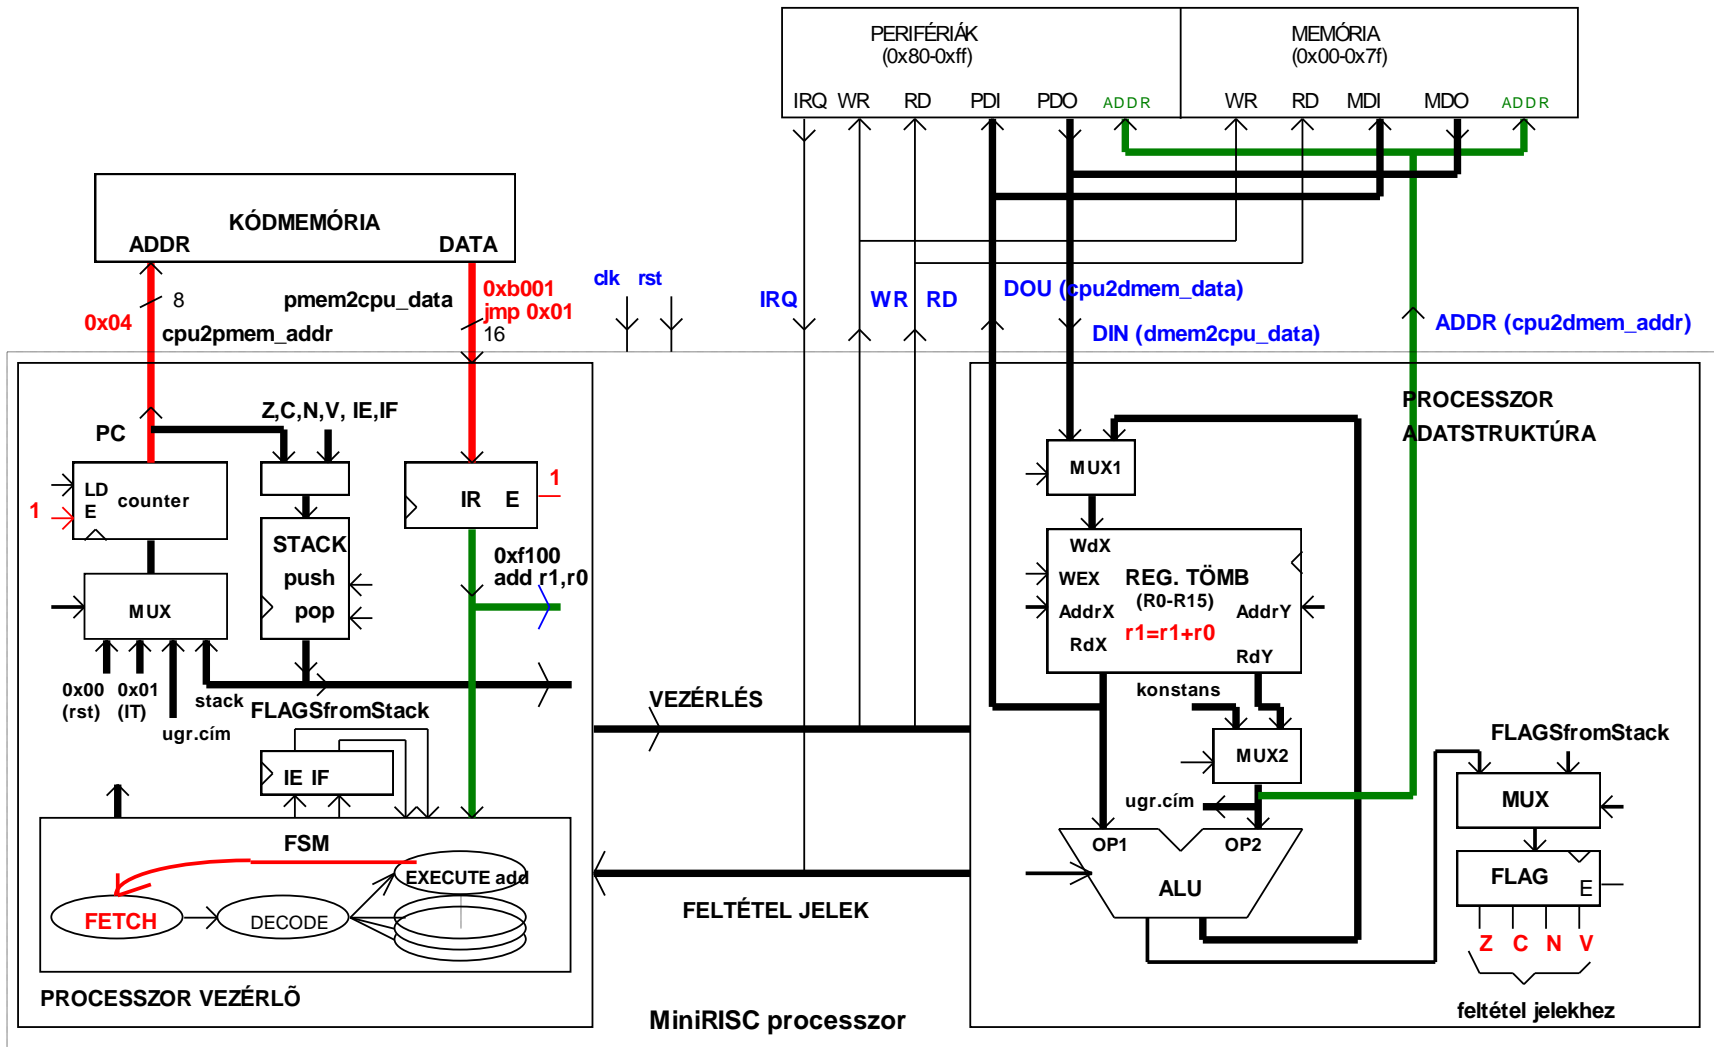 PERIFÉRIÁK
(0x80-0xff)
MEMÓRIA
(0x00-0x7f)
IRQ WR RD PDI PDO ADDR
WR RD MDI MDO ADDR
KÓDMEMÓRIA
ADDR DATA
8
0x04
cpu2pmem_addr
pmem2cpu_data
0xb001
jmp 0x01
16
clk rst
IRQ
WR RD
DOU (cpu2dmem_data)
DIN (dmem2cpu_data)
ADDR (cpu2dmem_addr)
PC
Z,C,N,V, IE,IF
LD
E
counter
1
IR E
1
STACK
push
pop
0xf100
add r1,r0
MUX
0x00
(rst)
0x01
(IT)
ugr.cím
stack
FLAGSfromStack
IE IF
FSM
FETCH
DECODE
EXECUTE add
PROCESSZOR VEZÉRLÕ
VEZÉRLÉS
FELTÉTEL JELEK
MiniRISC processzor
PROCESSZOR
ADATSTRUKTÚRA
MUX1
WdX
WEX
REG. TÖMB
(R0-R15)
AddrX
AddrY
r1=r1+r0
RdX
RdY
konstans
MUX2
ugr.cím
OP1 OP2
ALU
FLAGSfromStack
MUX
FLAG
E
Z C N V
feltétel jelekhez